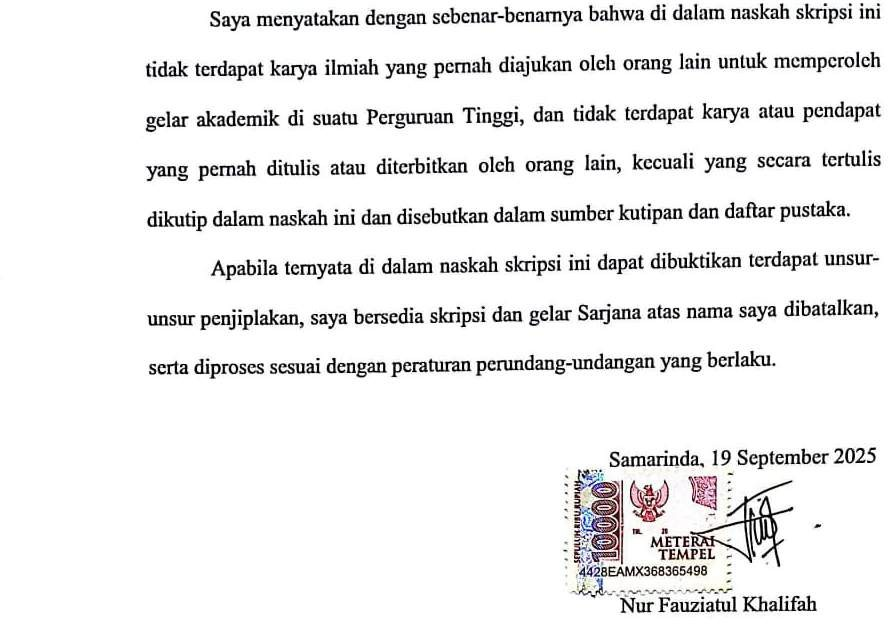 Saya menyatakan dengan sebenar-benarnya bahwa di dalam naskah skripsi ini
tidak terdapat karya ilmiah yang pernah diajukan oleh orang lain untuk memperoleh
gelar akademik di suatu Perguruan Tinggi, dan tidak terdapat karya atau pendapat
yang pernah ditulis atau diterbitkan oleh orang lain, kecuali yang secara tertulis
dikutip dalam naskah ini dan disebutkan dalam sumber kutipan dan daftar pustaka.
Apabila ternyata di dalam naskah skripsi ini dapat dibuktikan terdapat unsur-
unsur penjiplakan, saya bersedia skripsi dan gelar Sarjana atas nama saya dibatalkan,
serta diproses sesuai dengan peraturan perundang-undangan yang berlaku.
Samarinda, 19 September 2025
SEPULUH RIBU RUPIAH
10000
TGL. 20
METERAI
TEMPEL
4428EAMX368365498
Nur Fauziatul Khalifah